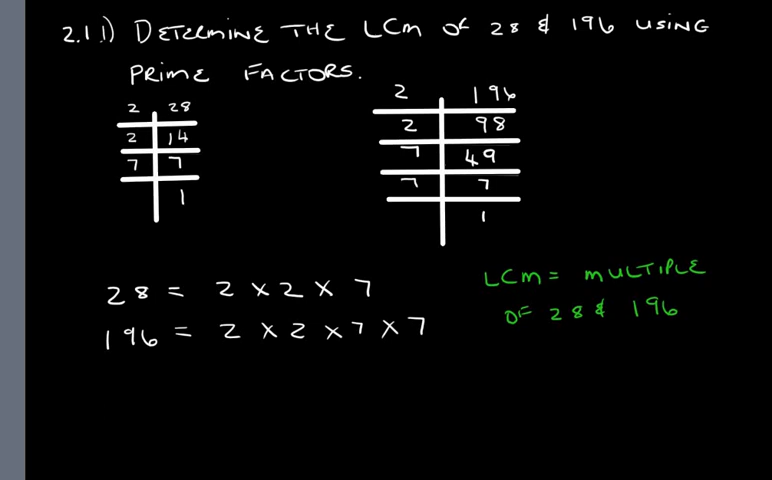 2.1.1) DETERMINE THE LCM OF 28 & 196 USING
PRIME FACTORS.
2 28
2 14
7 7
1
2 196
2 98
7 49
7 7
1
28 = 2 × 2 × 7
196 = 2 × 2 × 7 × 7
LCM = MULTIPLE
OF 28 & 196